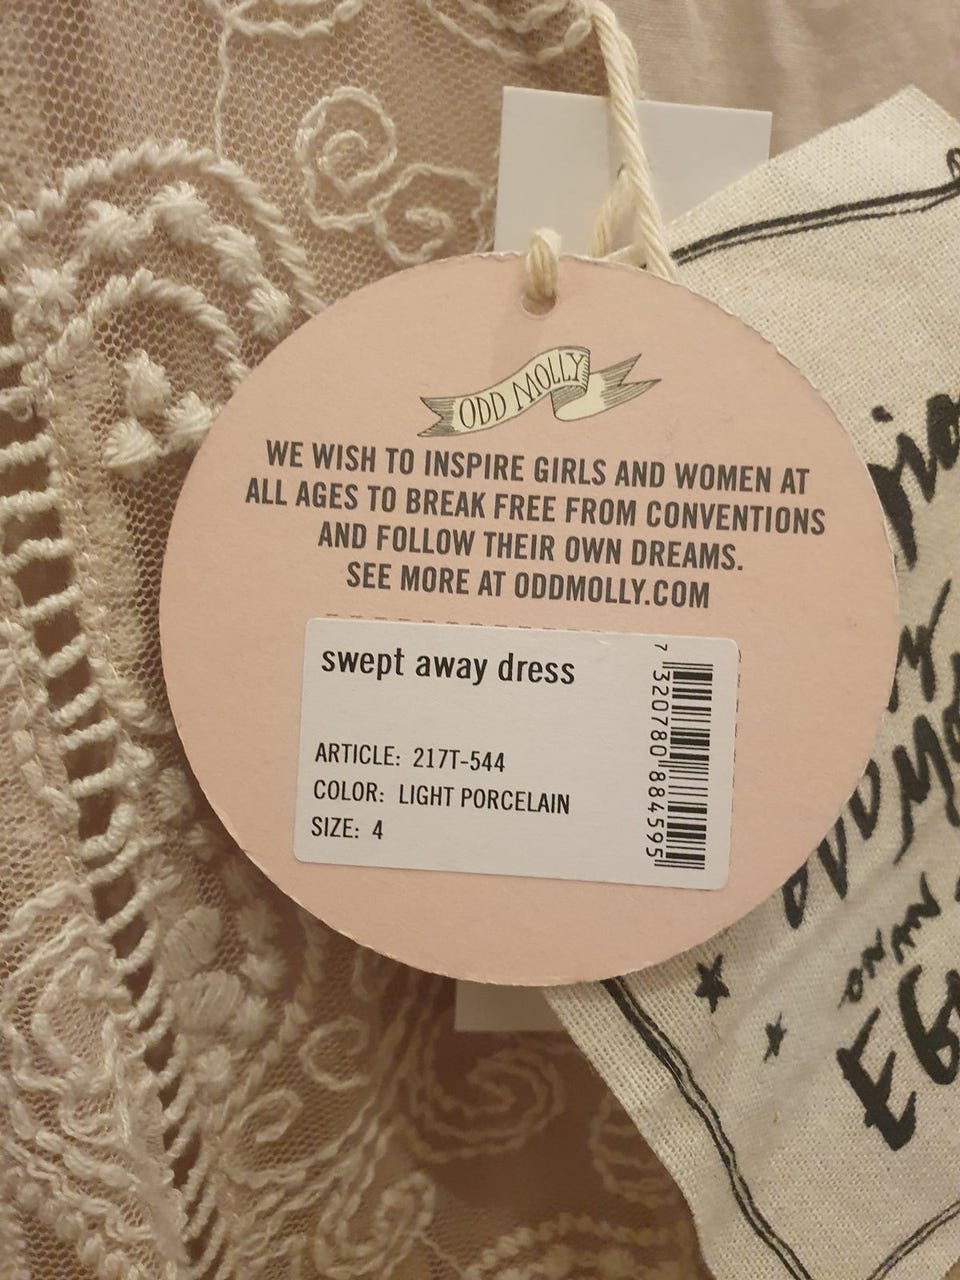 ODD MOLLY
WE WISH TO INSPIRE GIRLS AND WOMEN AT
ALL AGES TO BREAK FREE FROM CONVENTIONS
AND FOLLOW THEIR OWN DREAMS.
SEE MORE AT ODDMOLLY.COM
swept away dress
ARTICLE: 217T-544
COLOR: LIGHT PORCELAIN
SIZE: 4
7 320780 884595